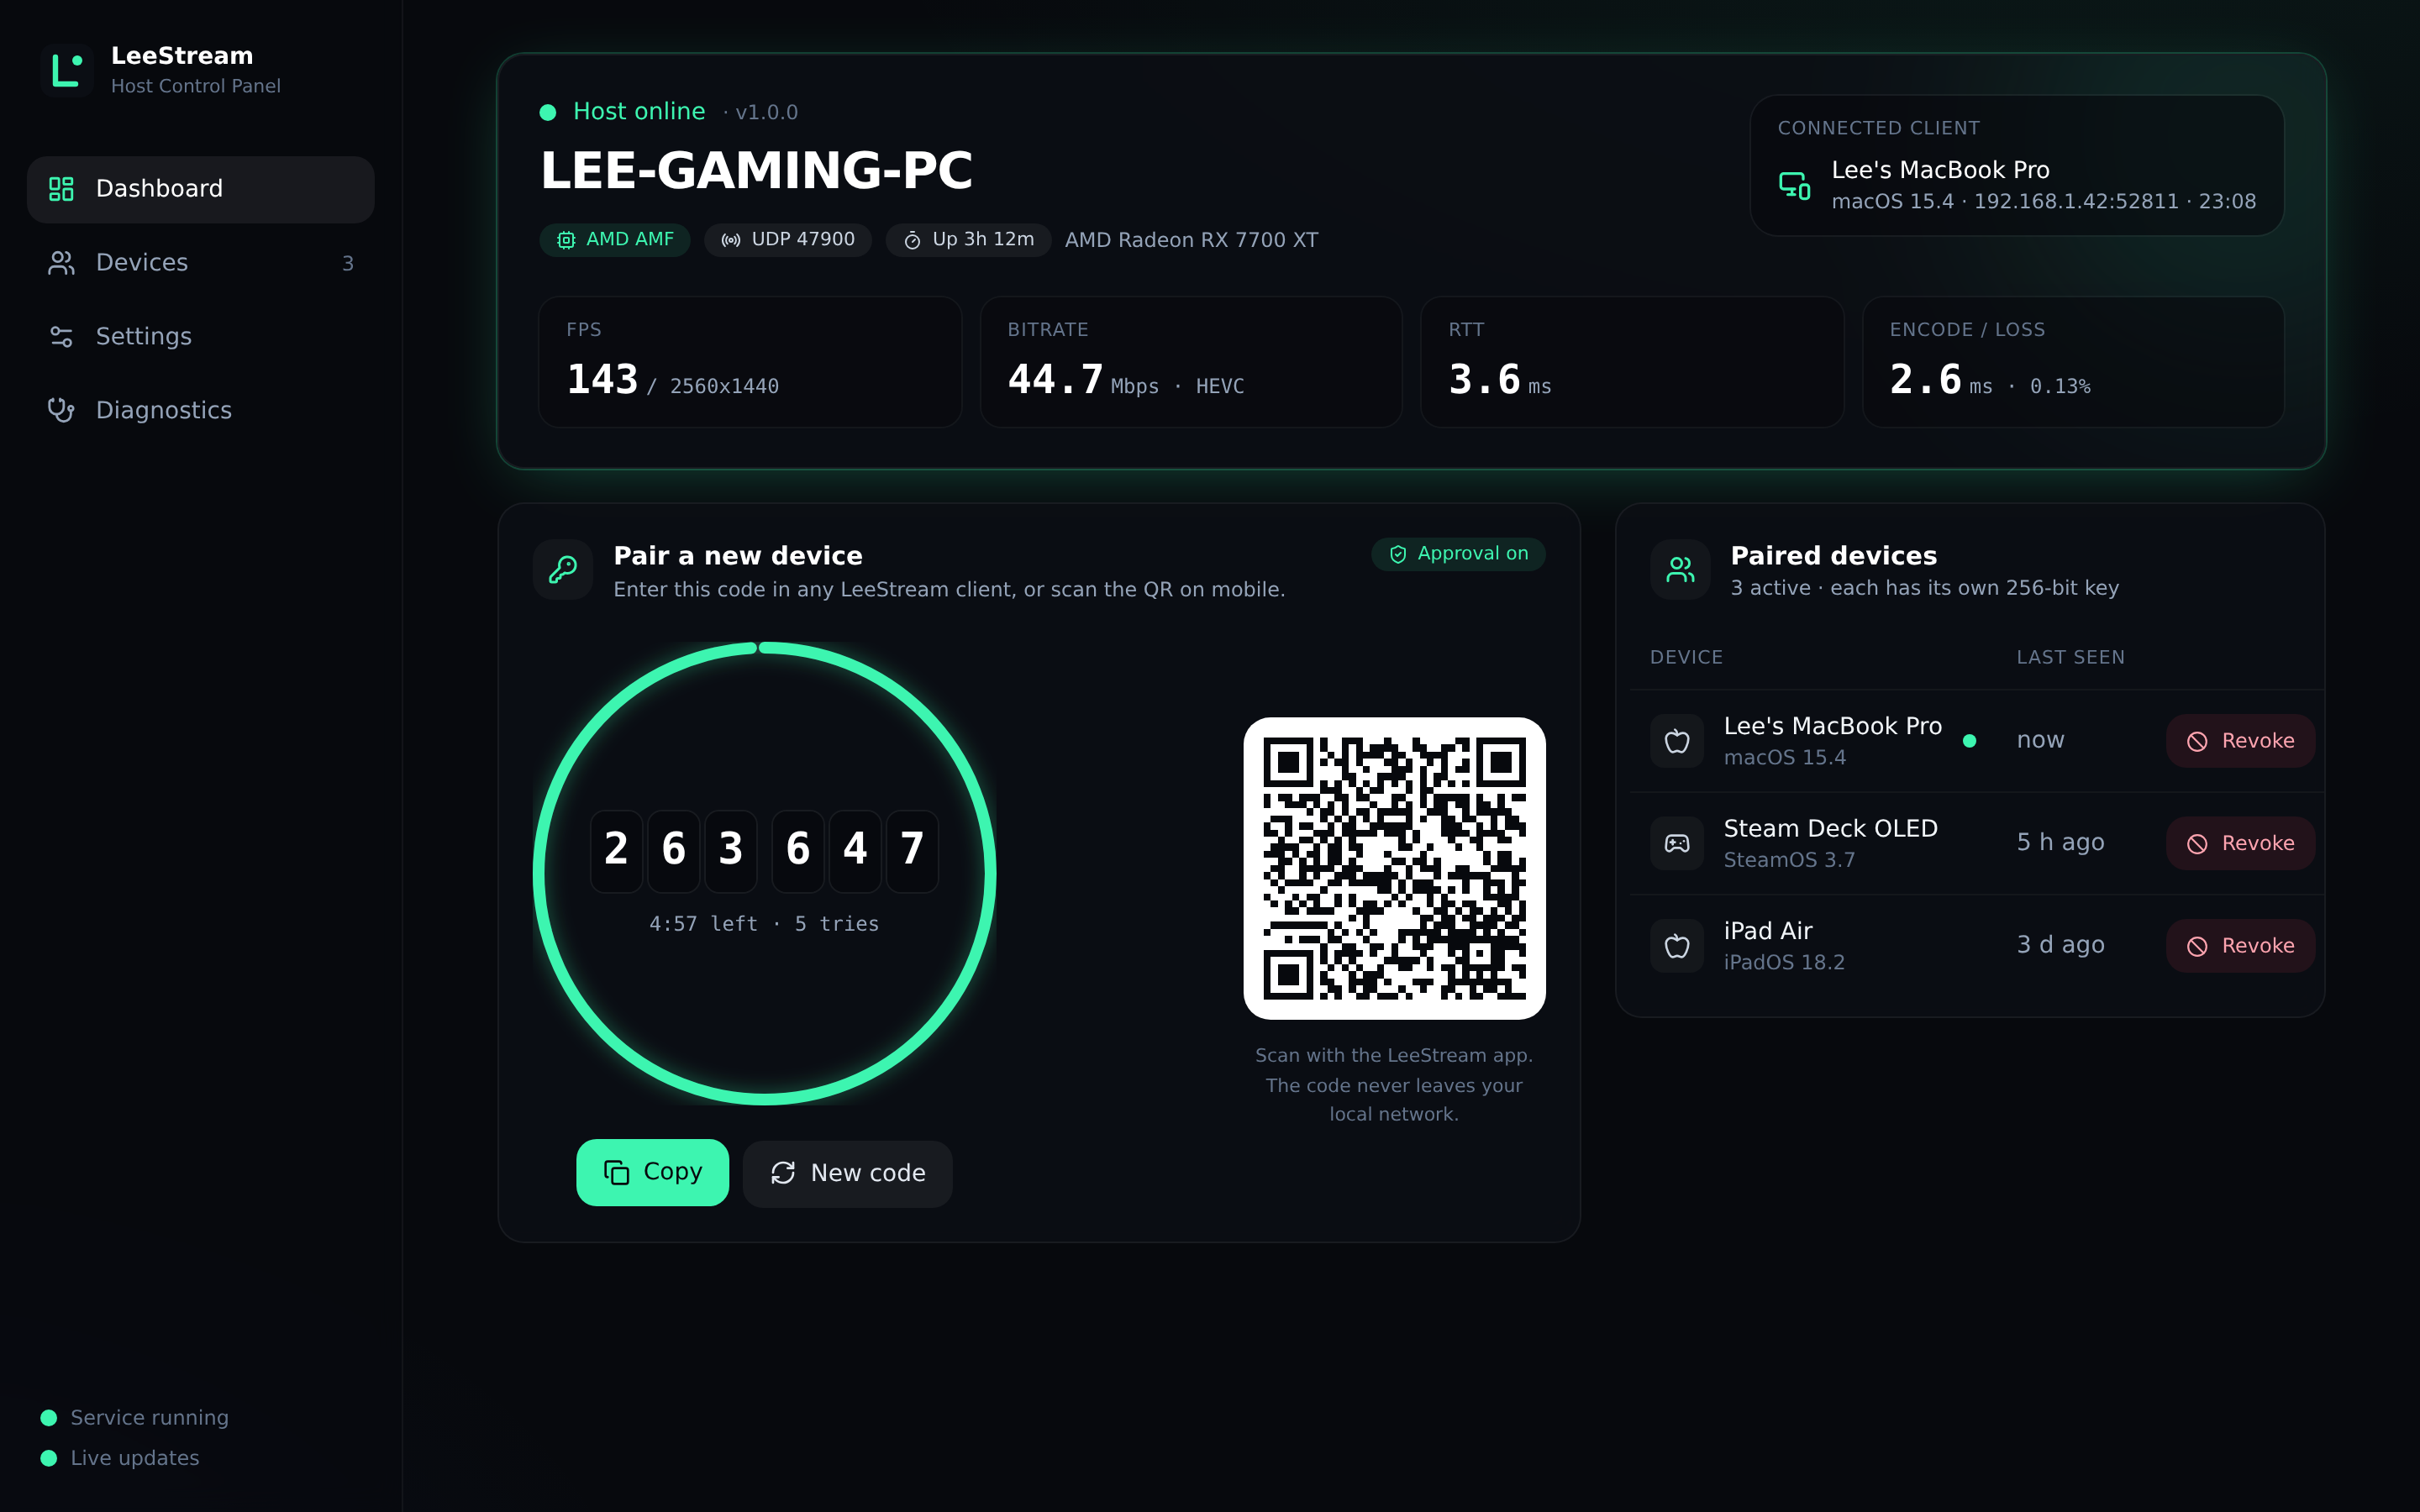 LeeStream
Host Control Panel
Dashboard
Devices 3
Settings
Diagnostics
Service running
Live updates
Host online · v1.0.0
LEE-GAMING-PC
AMD AMF UDP 47900 Up 3h 12m AMD Radeon RX 7700 XT
CONNECTED CLIENT
Lee's MacBook Pro
macOS 15.4 · 192.168.1.42:52811 · 23:08
FPS
143 / 2560x1440
BITRATE
44.7 Mbps · HEVC
RTT
3.6 ms
ENCODE / LOSS
2.6 ms · 0.13%
Pair a new device
Enter this code in any LeeStream client, or scan the QR on mobile.
Approval on
2 6 3 6 4 7
4:57 left · 5 tries
Copy New code
Scan with the LeeStream app.
The code never leaves your
local network.
Paired devices
3 active · each has its own 256-bit key
DEVICE LAST SEEN
Lee's MacBook Pro
macOS 15.4
now Revoke
Steam Deck OLED
SteamOS 3.7
5 h ago Revoke
iPad Air
iPadOS 18.2
3 d ago Revoke